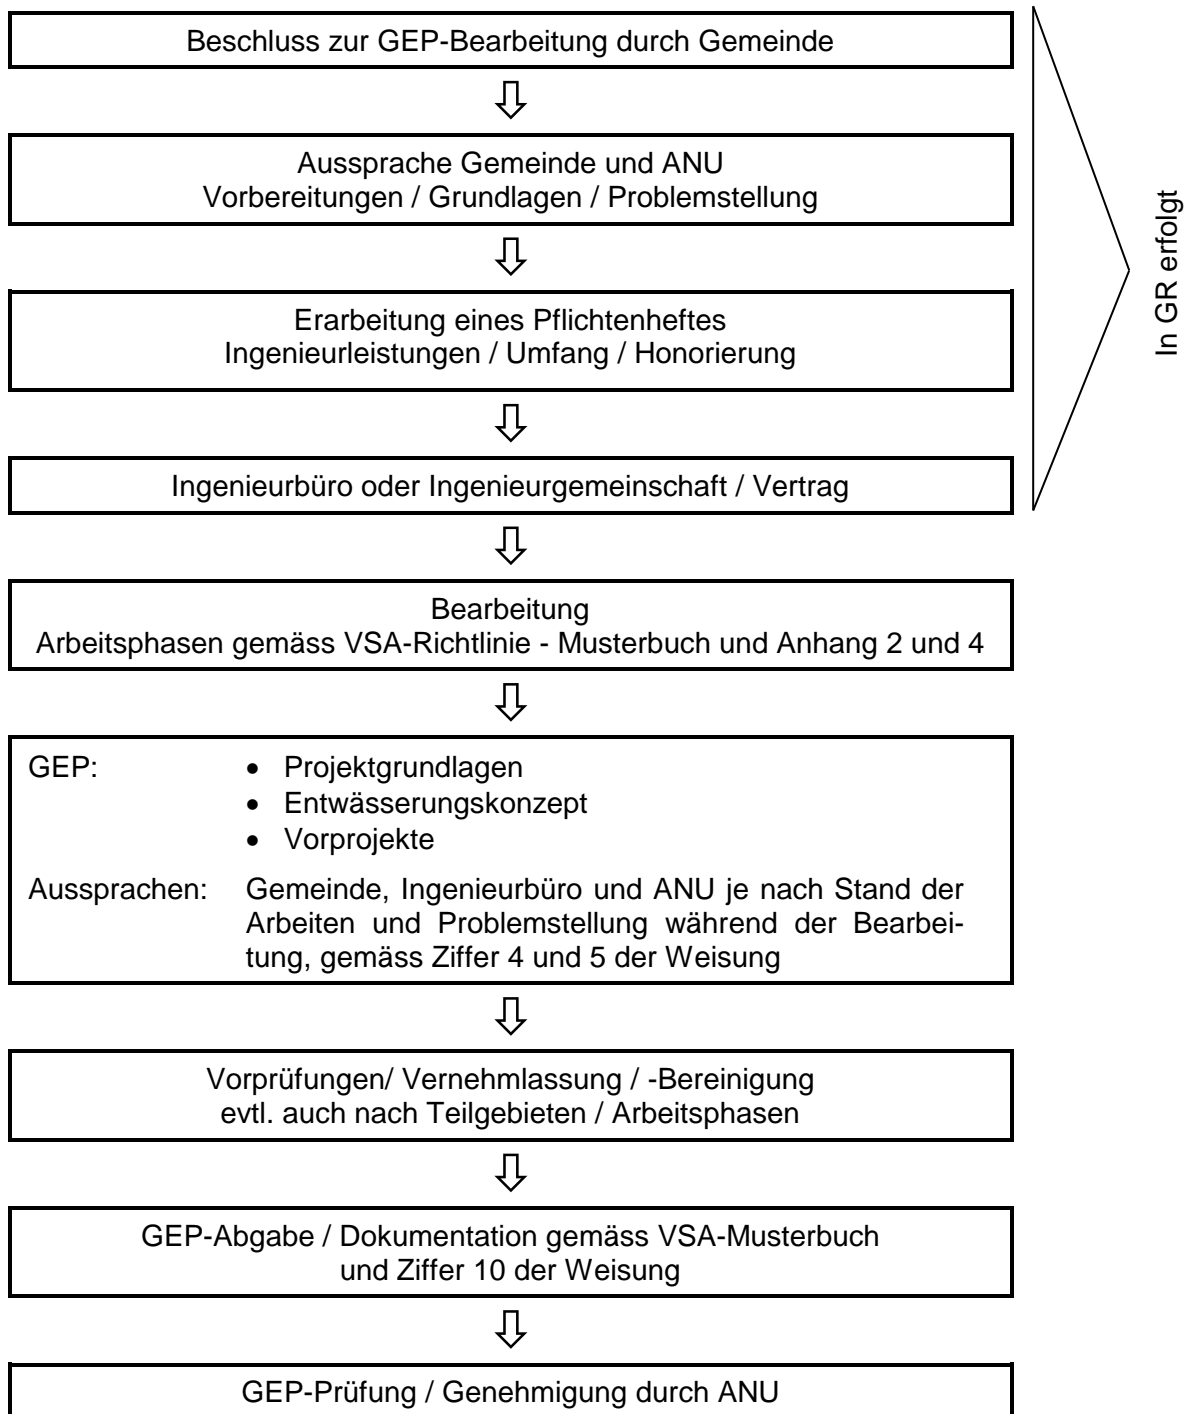 Beschluss zur GEP-Bearbeitung durch Gemeinde
Aussprache Gemeinde und ANU
Vorbereitungen / Grundlagen / Problemstellung
Erarbeitung eines Pflichtenheftes
Ingenieurleistungen / Umfang / Honorierung
Ingenieurbüro oder Ingenieurgemeinschaft / Vertrag
In GR erfolgt
Bearbeitung
Arbeitsphasen gemäss VSA-Richtlinie - Musterbuch und Anhang 2 und 4
GEP: • Projektgrundlagen
• Entwässerungskonzept
• Vorprojekte
Aussprachen: Gemeinde, Ingenieurbüro und ANU je nach Stand der
Arbeiten und Problemstellung während der Bearbei-
tung, gemäss Ziffer 4 und 5 der Weisung
Vorprüfungen/ Vernehmlassung / -Bereinigung
evtl. auch nach Teilgebieten / Arbeitsphasen
GEP-Abgabe / Dokumentation gemäss VSA-Musterbuch
und Ziffer 10 der Weisung
GEP-Prüfung / Genehmigung durch ANU